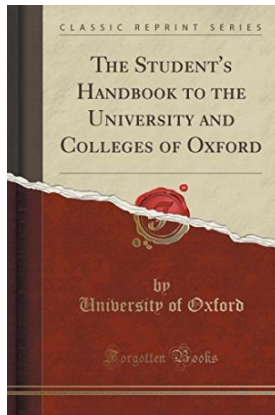 CLASSIC REPRINT SERIES
THE STUDENT'S
HANDBOOK TO THE
UNIVERSITY AND
COLLEGES OF OXFORD
by
University of Oxford
Forgotten Books